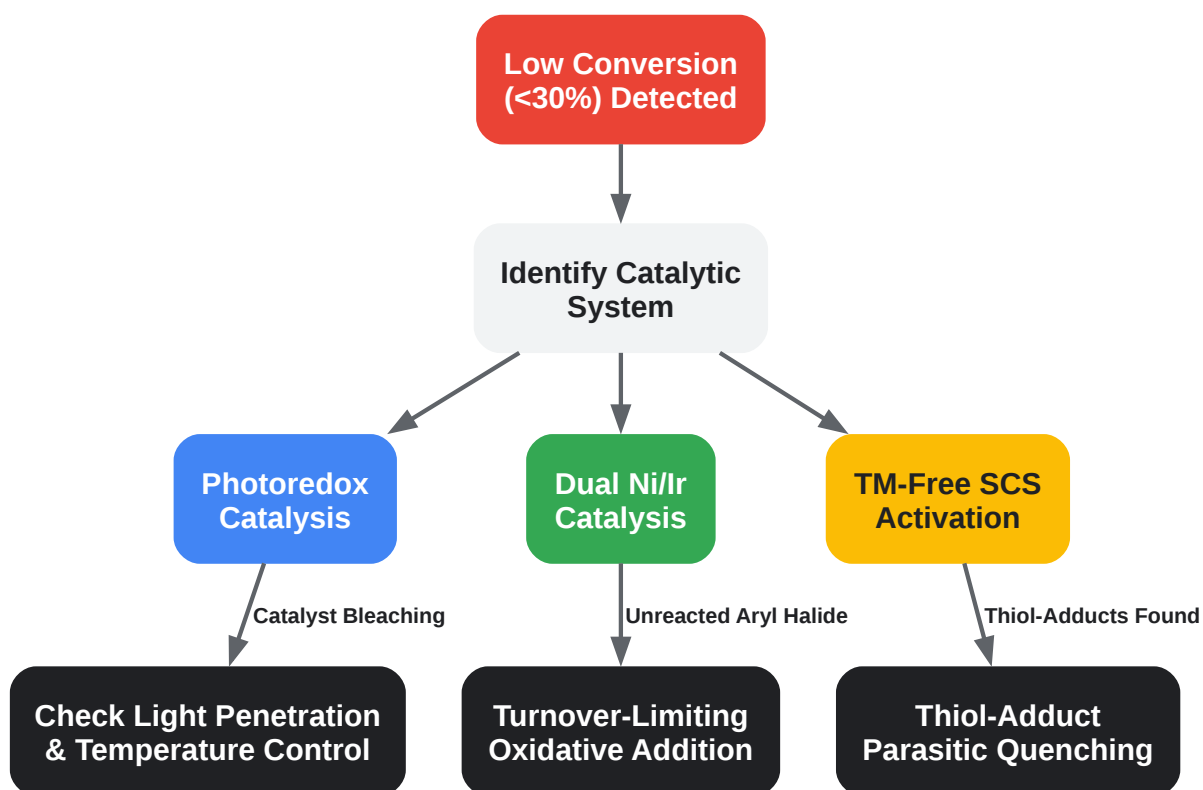 Low Conversion
(<30%) Detected
Identify Catalytic
System
Photoredox
Catalysis
Dual Ni/Ir
Catalysis
TM-Free SCS
Activation
Catalyst Bleaching
Unreacted Aryl Halide
Thiol-Adducts Found
Check Light Penetration
& Temperature Control
Turnover-Limiting
Oxidative Addition
Thiol-Adduct
Parasitic Quenching